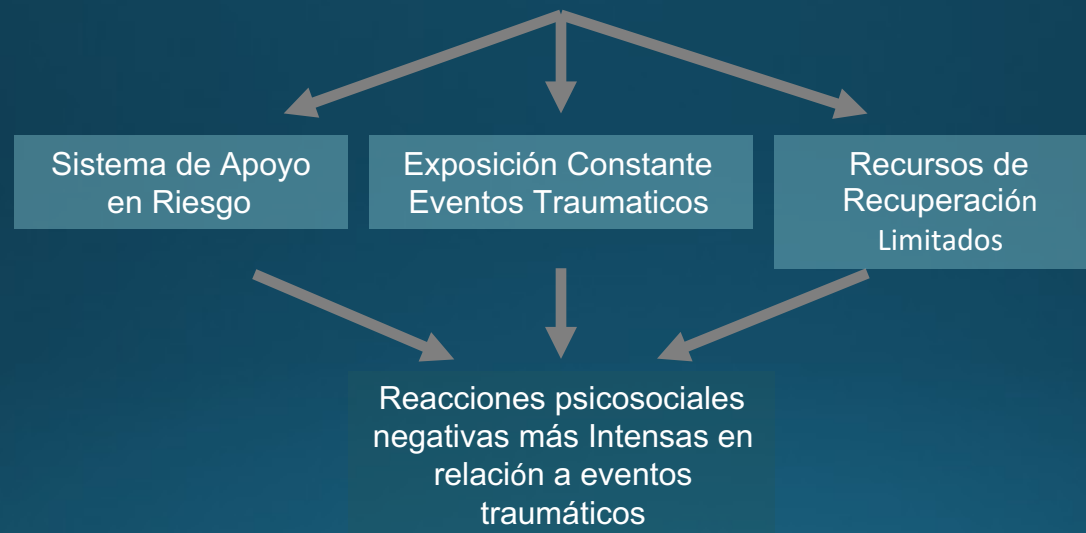 Sistema de Apoyo
en Riesgo
Exposición Constante
Eventos Traumaticos
Recursos de
Recuperación
Limitados
Reacciones psicosociales
negativas más Intensas en
relación a eventos
traumáticos